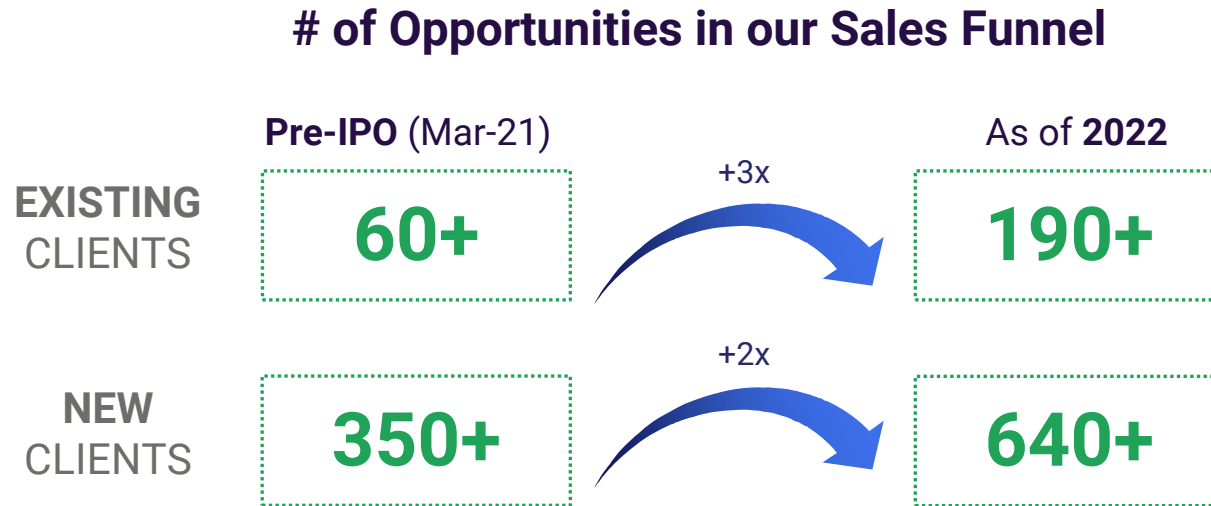 # of Opportunities in our Sales Funnel
Pre-IPO (Mar-21)
As of 2022
EXISTING
CLIENTS
60+
+3x
190+
NEW
CLIENTS
350+
+2x
640+